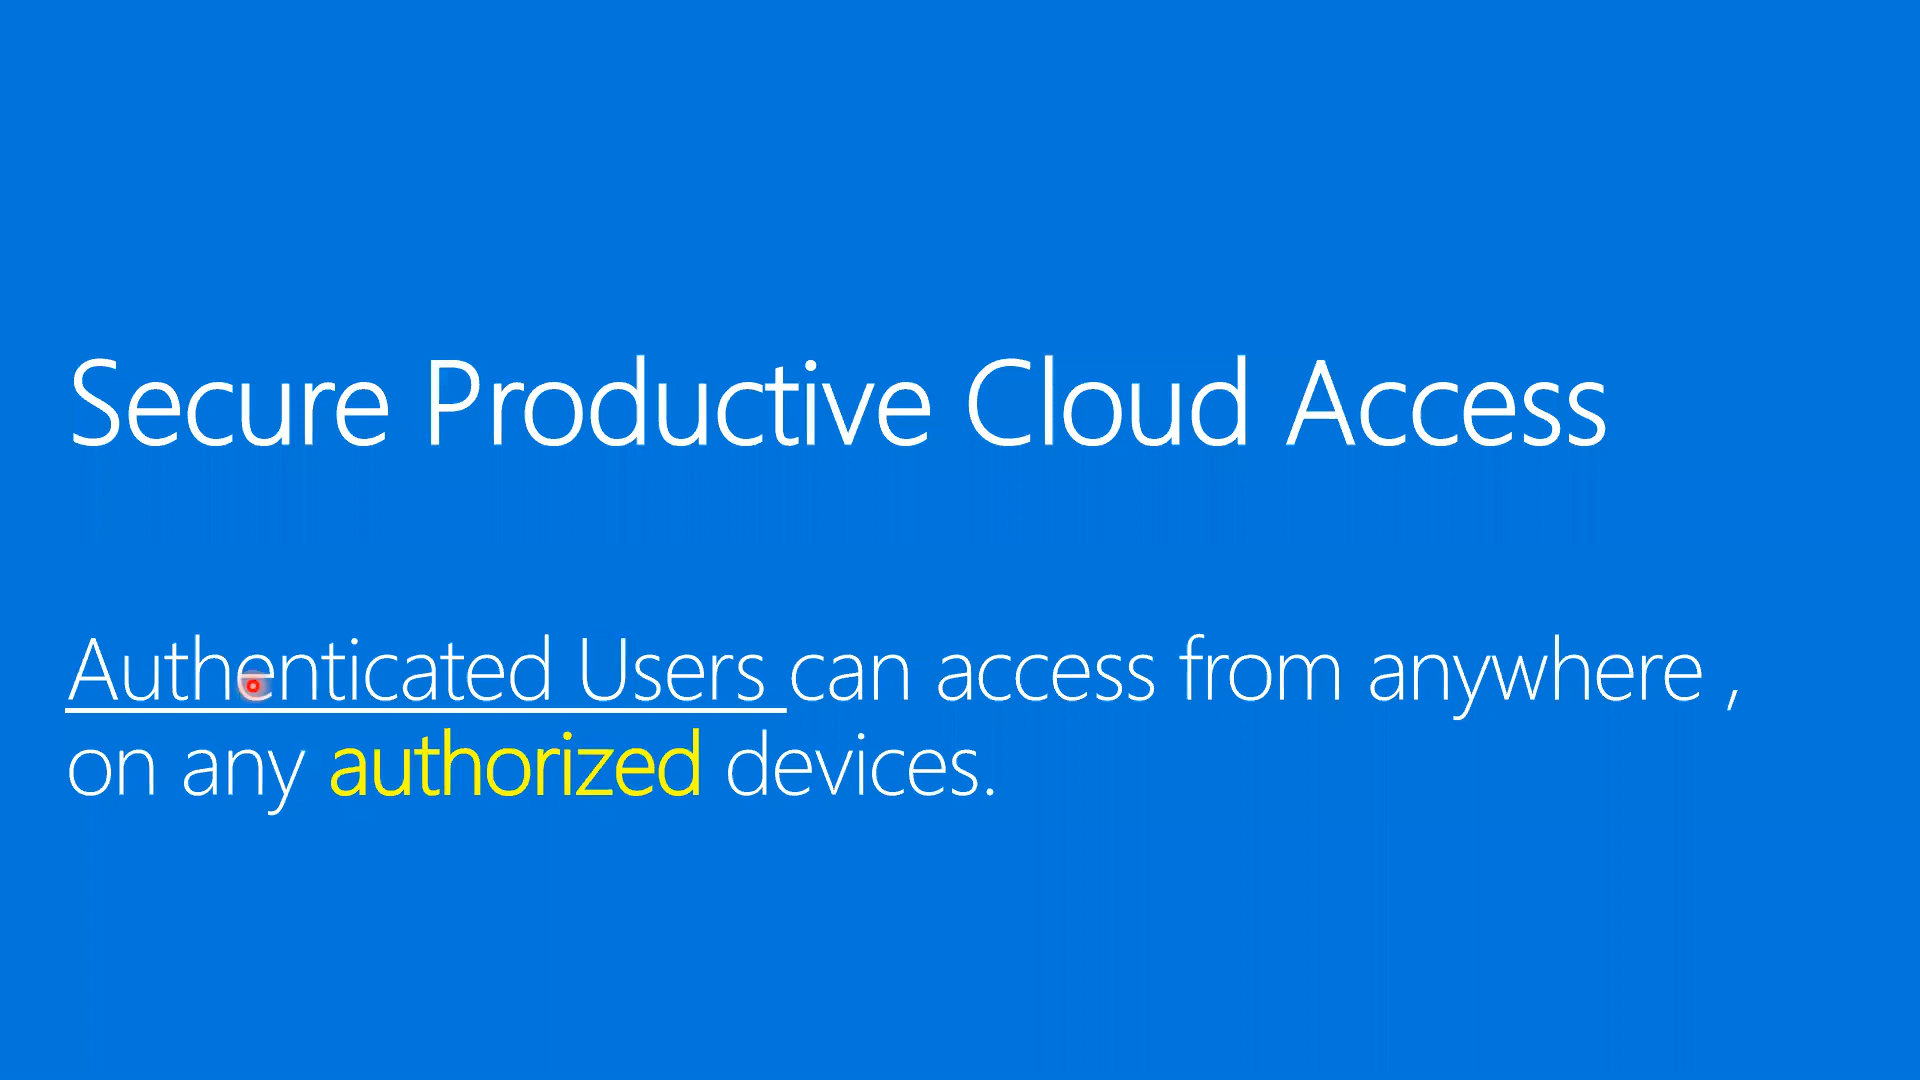 Secure Productive Cloud Access
Authenticated Users can access from anywhere ,
on any authorized devices.